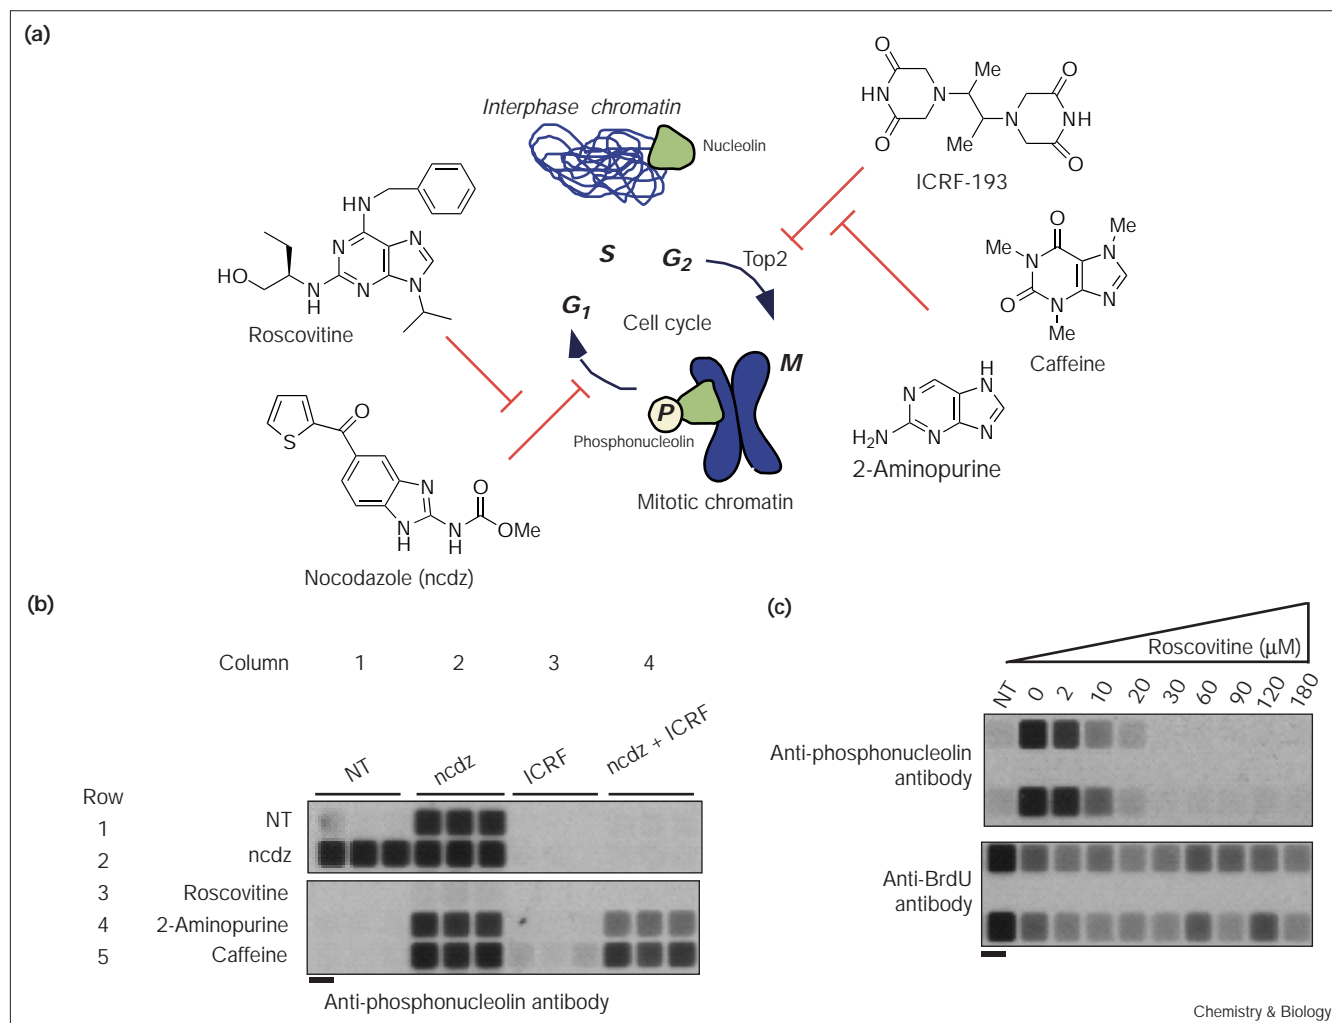 (a)
Interphase chromatin
Nucleolin
O
O
HN
N
Me
Me
N
NH
O
O
ICRF-193
HN
N
N
N
N
HO
N
H
Roscovitine
S
G2
Top2
G1
Cell cycle
M
P
Phosphonucleolin
Mitotic chromatin
O
Me
Me
N
N
O
N
N
Me
Caffeine
H
N
N
H2N
N
N
2-Aminopurine
S
O
N
N
H
N
H
O
OMe
Nocodazole (ncdz)
(b)
Column 1 2 3 4
NT ncdz ICRF ncdz + ICRF
Row
1 NT
2 ncdz
3 Roscovitine
4 2-Aminopurine
5 Caffeine
Anti-phosphonucleolin antibody
(c)
Roscovitine (μM)
NT 0 2 10 20 30 60 90 120 180
Anti-phosphonucleolin
antibody
Anti-BrdU
antibody
Chemistry & Biology